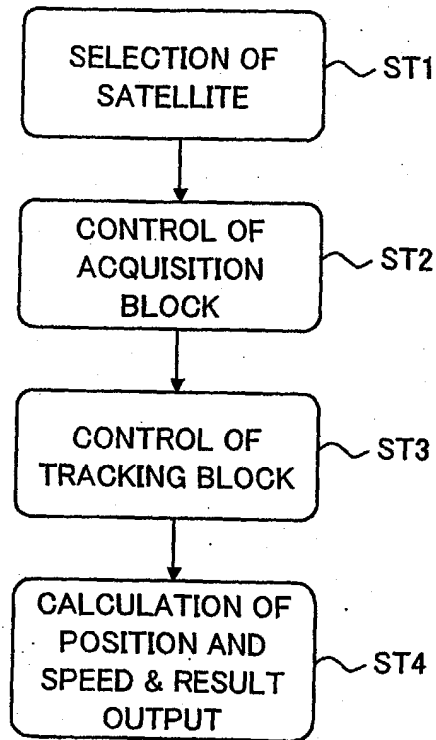 SELECTION OF
SATELLITE
ST1
CONTROL OF
ACQUISITION
BLOCK
ST2
CONTROL OF
TRACKING BLOCK
ST3
CALCULATION OF
POSITION AND
SPEED & RESULT
OUTPUT
ST4